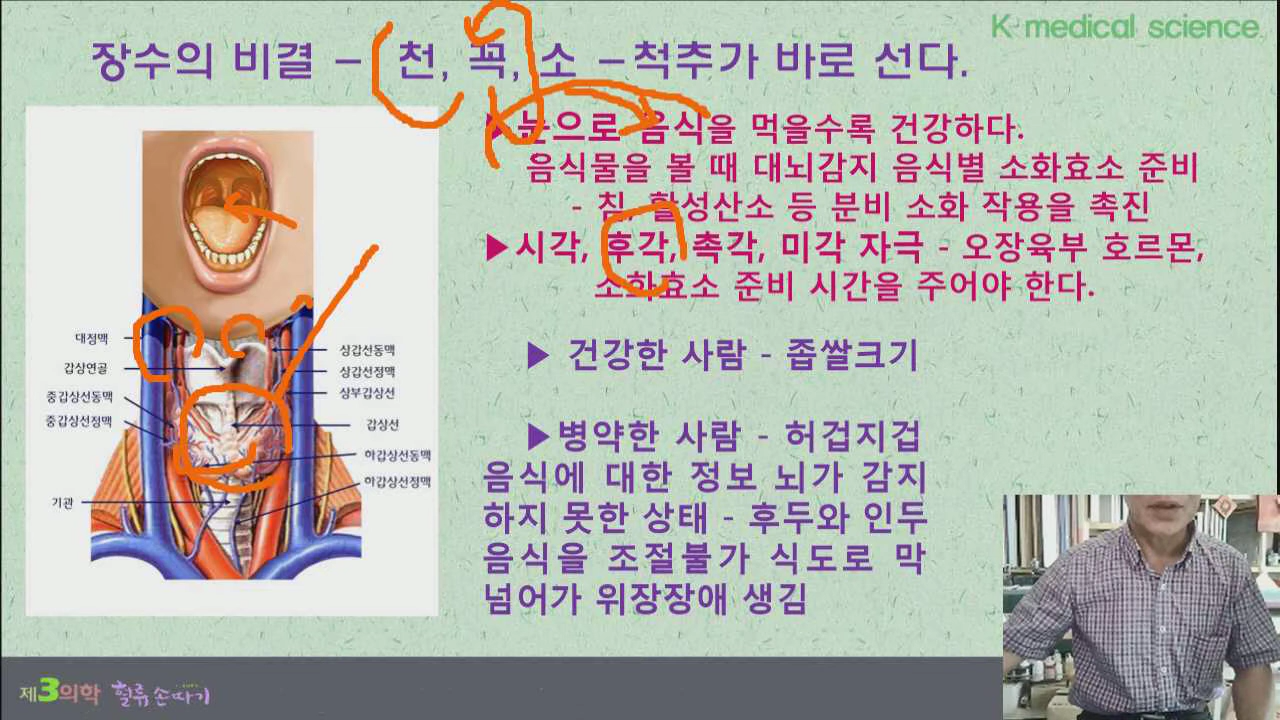 K medical science
장수의 비결 – 천, 꼭, 소 – 척추가 바로 선다.
▶눈으로 음식을 먹을수록 건강하다.
음식물을 볼 때 대뇌감지 음식별 소화효소 준비
- 침, 활성산소 등 분비 소화 작용을 촉진
▶시각, 후각, 촉각, 미각 자극 - 오장육부 호르몬,
소화효소 준비 시간을 주어야 한다.
▶ 건강한 사람 - 좁쌀크기
▶병약한 사람 - 허겁지겁
음식에 대한 정보 뇌가 감지
하지 못한 상태 - 후두와 인두
음식을 조절불가 식도로 막
넘어가 위장장애 생김
대정맥
갑상연골
중갑상선동맥
중갑상선정맥
기관
상갑선동맥
상갑선정맥
상부갑상선
갑상선
하갑상선동맥
하갑상선정맥
제3의학 혈류손따기